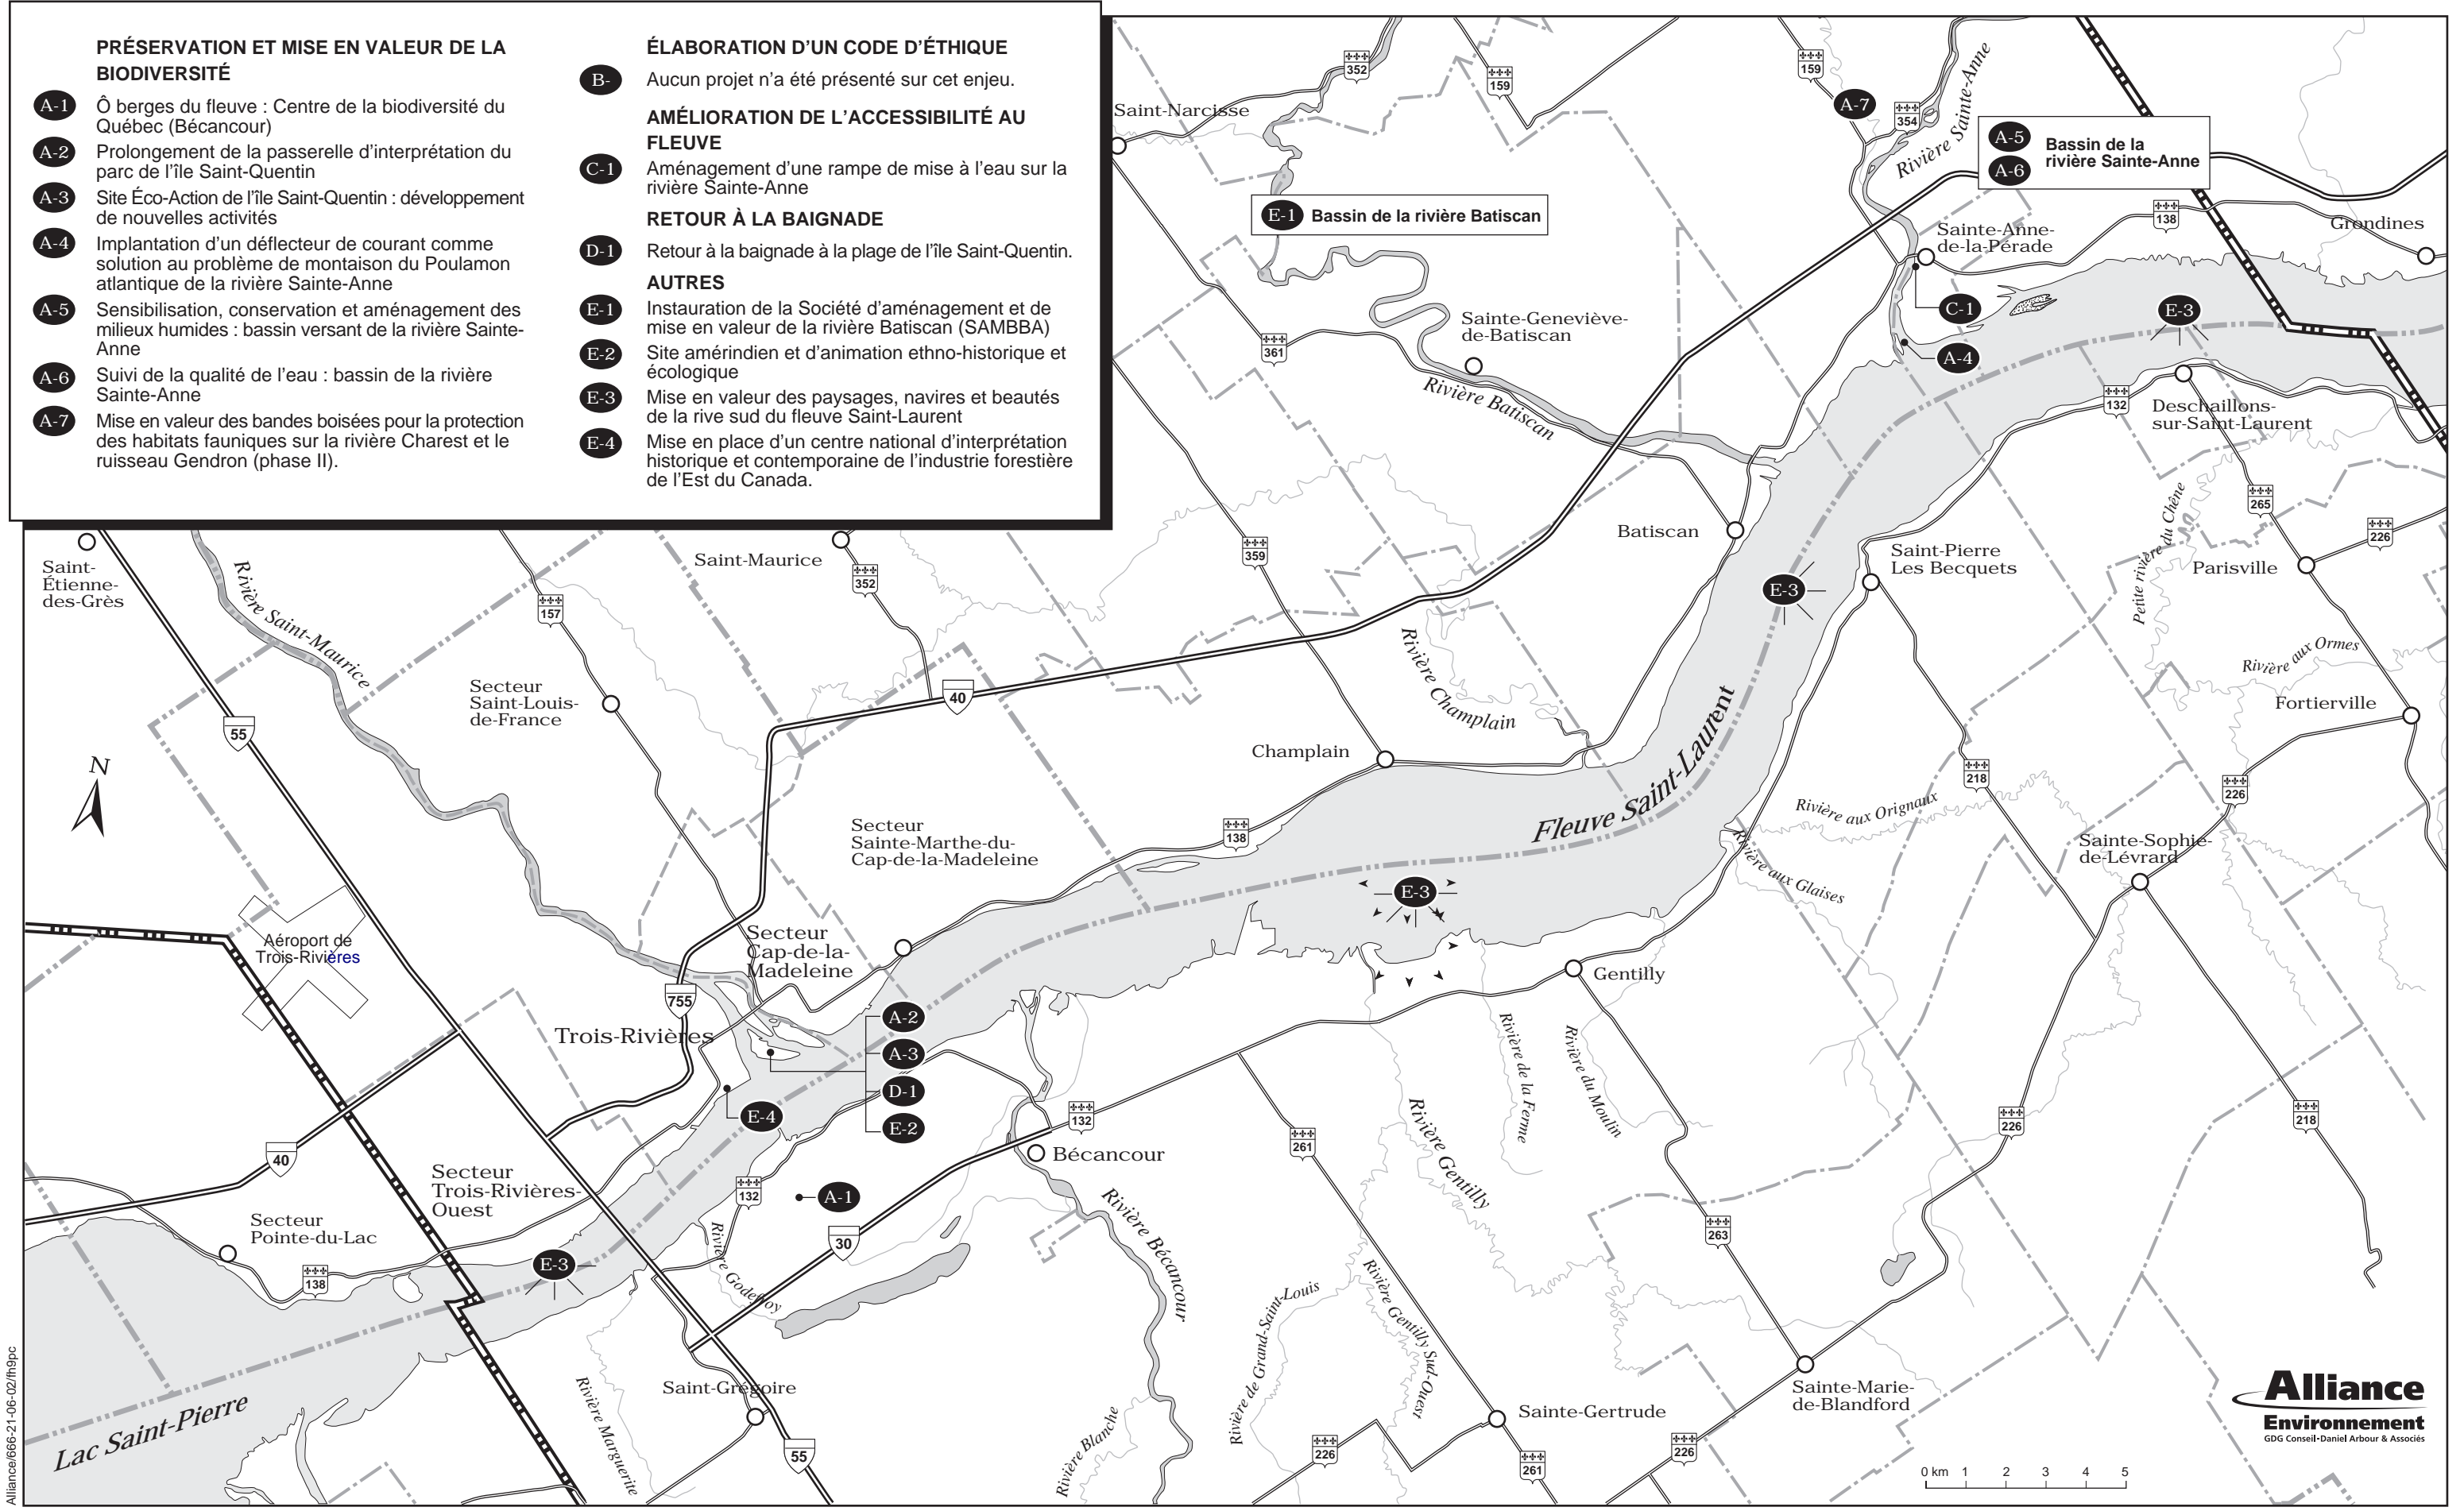 PRÉSERVATION ET MISE EN VALEUR DE LA
BIODIVERSITÉ
A-1
Ô berges du fleuve : Centre de la biodiversité du
Québec (Bécancour)
A-2
Prolongement de la passerelle d'interprétation du
parc de l'île Saint-Quentin
A-3
Site Éco-Action de l'île Saint-Quentin : développement
de nouvelles activités
A-4
Implantation d'un déflecteur de courant comme
solution au problème de montaison du Poulamon
atlantique de la rivière Sainte-Anne
A-5
Sensibilisation, conservation et aménagement des
milieux humides : bassin versant de la rivière Sainte-
Anne
A-6
Suivi de la qualité de l'eau : bassin de la rivière
Sainte-Anne
A-7
Mise en valeur des bandes boisées pour la protection
des habitats fauniques sur la rivière Charest et le
ruisseau Gendron (phase II).
ÉLABORATION D'UN CODE D'ÉTHIQUE
B-
Aucun projet n'a été présenté sur cet enjeu.
AMÉLIORATION DE L'ACCESSIBILITÉ AU
FLEUVE
C-1
Aménagement d'une rampe de mise à l'eau sur la
rivière Sainte-Anne
RETOUR À LA BAIGNADE
D-1
Retour à la baignade à la plage de l'île Saint-Quentin.
AUTRES
E-1
Instauration de la Société d'aménagement et de
mise en valeur de la rivière Batiscan (SAMBBA)
E-2
Site amérindien et d'animation ethno-historique et
écologique
E-3
Mise en valeur des paysages, navires et beautés
de la rive sud du fleuve Saint-Laurent
E-4
Mise en place d'un centre national d'interprétation
historique et contemporaine de l'industrie forestière
de l'Est du Canada.
352
159
159
A-7
354
Rivière Sainte-Anne
Saint-Narcisse
A-5
A-6
Bassin de la
rivière Sainte-Anne
E-1
Bassin de la rivière Batiscan
138
Grondines
Sainte-Anne-
de-la-Pérade
C-1
E-3
A-4
361
Sainte-Geneviève-
de-Batiscan
Rivière Batiscan
132
Deschaillons-
sur-Saint-Laurent
265
226
Petite rivière du Chêne
Parisville
Batiscan
Saint-Pierre
Les Becquets
E-3
359
Saint-Maurice
352
157
Saint-
Étienne-
des-Grès
Rivière Saint-Maurice
Rivière Champlain
Rivière aux Ormes
Fortierville
Secteur
Saint-Louis-
de-France
40
55
N
Champlain
Fleuve Saint-Laurent
218
226
Rivière aux Orignaux
Secteur
Sainte-Marthe-du-
Cap-de-la-Madeleine
138
Sainte-Sophie-
de-Lévrard
Rivière aux Glaises
E-3
Aéroport de
Trois-Rivières
Secteur
Cap-de-la-
Madeleine
Gentilly
755
Trois-Rivières
A-2
A-3
D-1
E-2
E-4
Rivière de la Ferme
Rivière du Moulin
132
Bécancour
261
Rivière Gentilly
226
218
40
Secteur
Trois-Rivières-
Ouest
132
A-1
Secteur
Pointe-du-Lac
Rivière Godefroy
30
Rivière Bécancour
263
E-3
138
Rivière de Grand-Saint-Louis
Rivière Gentilly Sud-Ouest
Lac Saint-Pierre
Saint-Grégoire
Rivière Marguerite
55
Rivière Blanche
226
Sainte-Gertrude
261
226
Sainte-Marie-
de-Blandford
Alliance
Environnement
GDG Conseil•Daniel Arbour & Associés
0 km 1 2 3 4 5
Alliance/666-21-06-02/fh9pc